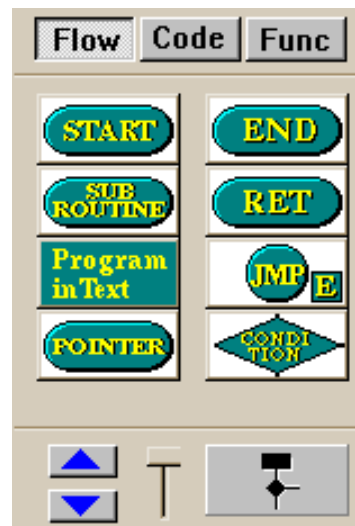 Flow Code Func
START END
SUB
ROUTINE
RET
Program
in Text
JMP E
POINTER
CONDI
TION